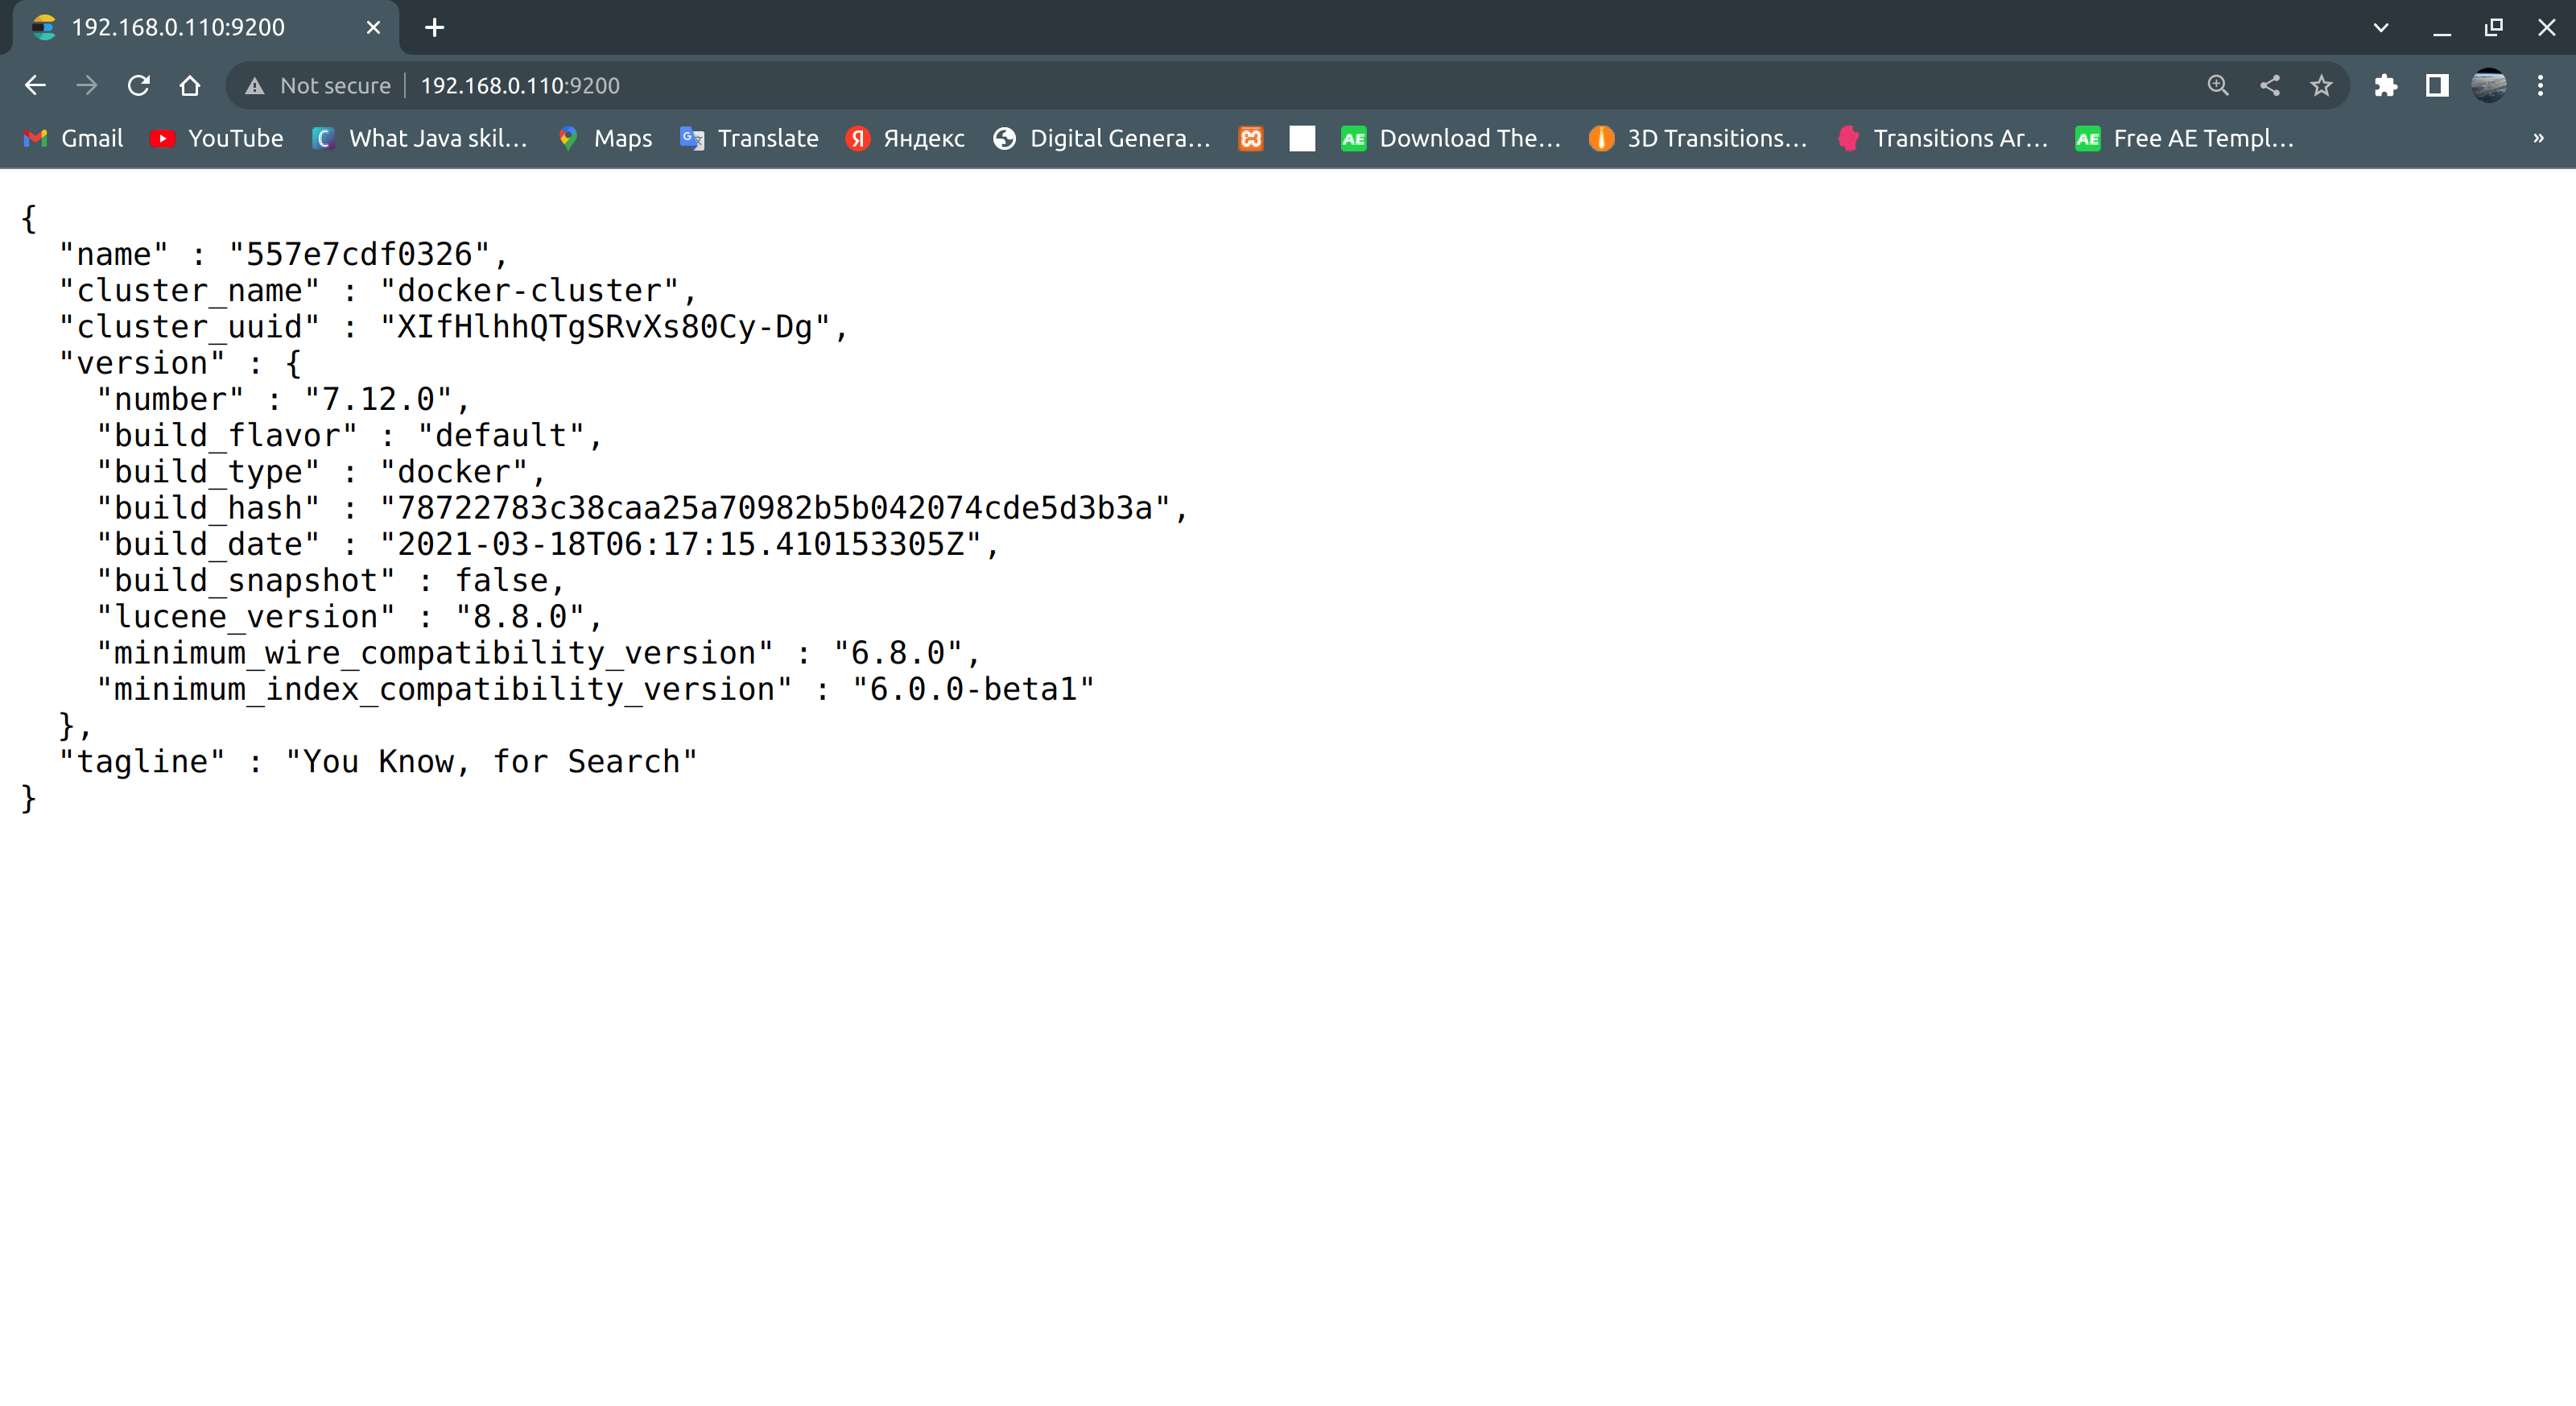 192.168.0.110:9200
Not secure 192.168.0.110:9200
Gmail YouTube What Java skil... Maps Translate Яндекс Digital Genera... Download The... 3D Transitions... Transitions Ar... Free AE Templ... »
{
  "name" : "557e7cdf0326",
  "cluster_name" : "docker-cluster",
  "cluster_uuid" : "XIfHlhhQTgSRvXs80Cy-Dg",
  "version" : {
    "number" : "7.12.0",
    "build_flavor" : "default",
    "build_type" : "docker",
    "build_hash" : "78722783c38caa25a70982b5b042074cde5d3b3a",
    "build_date" : "2021-03-18T06:17:15.410153305Z",
    "build_snapshot" : false,
    "lucene_version" : "8.8.0",
    "minimum_wire_compatibility_version" : "6.8.0",
    "minimum_index_compatibility_version" : "6.0.0-beta1"
  },
  "tagline" : "You Know, for Search"
}